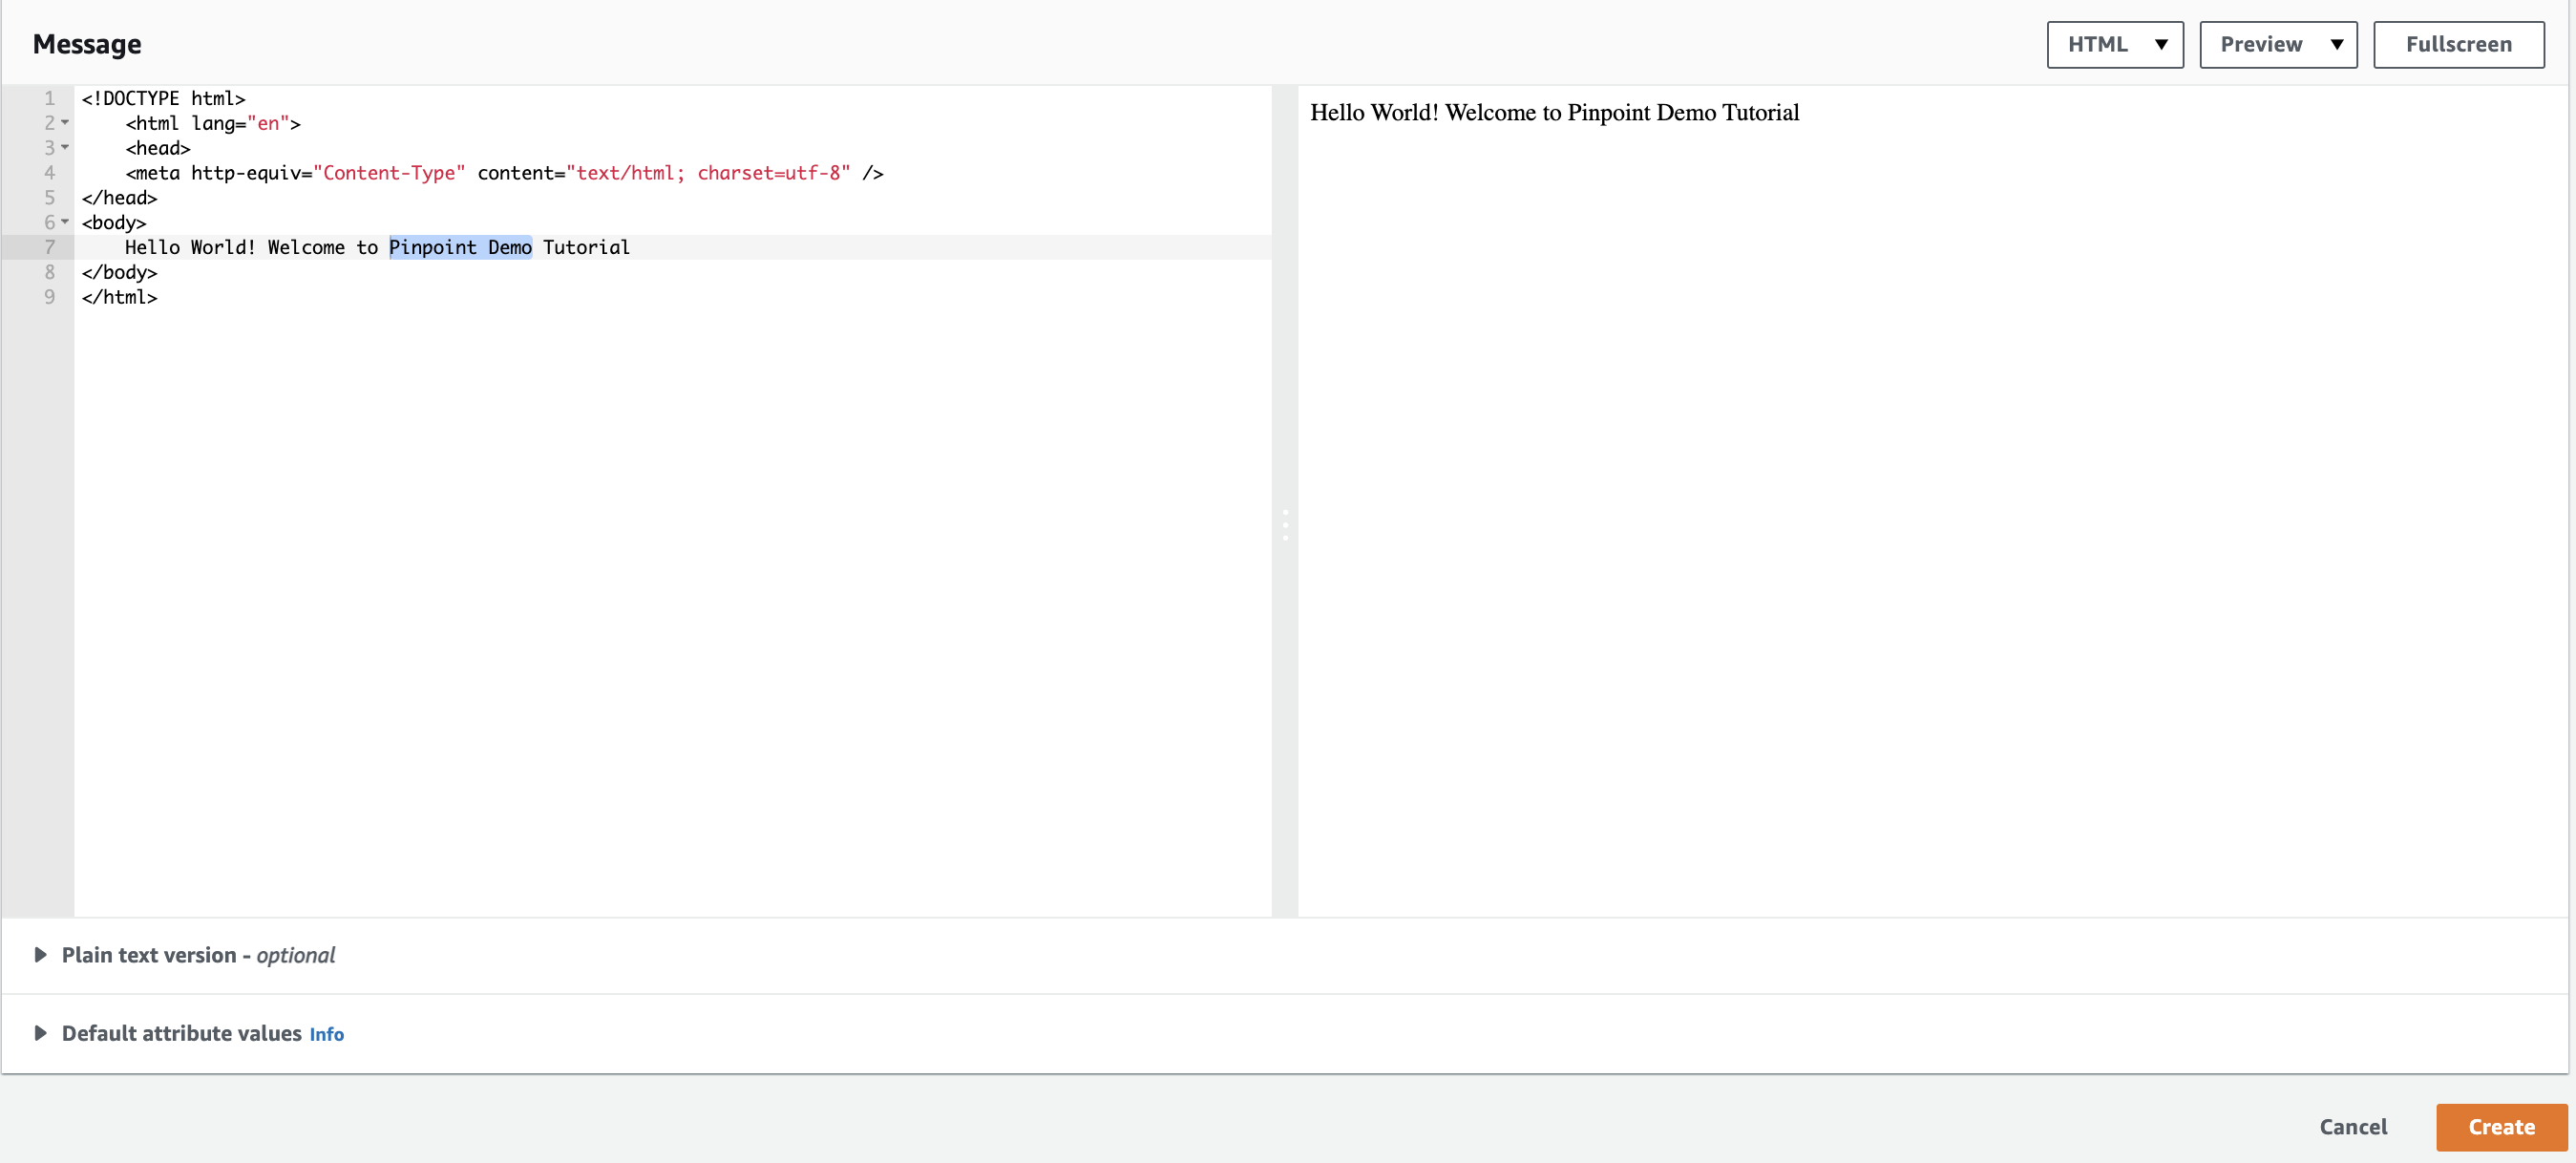 Message
HTML
Preview
Fullscreen
1 <!DOCTYPE html>
2 <html lang="en">
3 <head>
4 <meta http-equiv="Content-Type" content="text/html; charset=utf-8" />
5 </head>
6 <body>
7 Hello World! Welcome to Pinpoint Demo Tutorial
8 </body>
9 </html>
Hello World! Welcome to Pinpoint Demo Tutorial
Plain text version - optional
Default attribute values Info
Cancel
Create